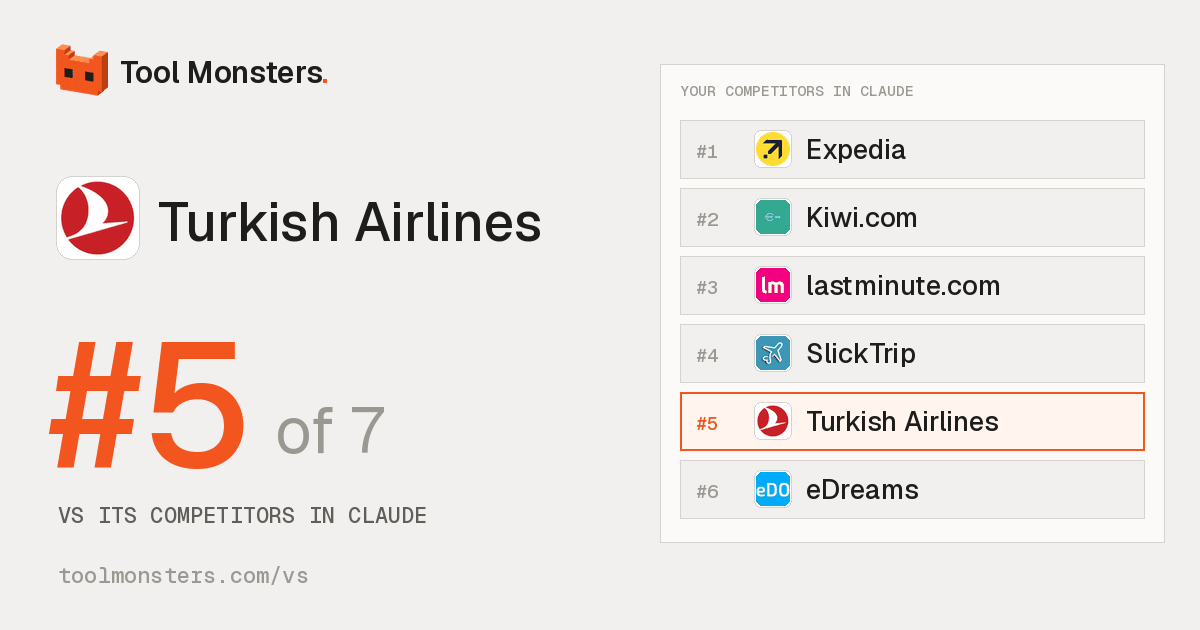 Tool Monsters.
Turkish Airlines
#5 of 7
VS ITS COMPETITORS IN CLAUDE
toolmonsters.com/vs
YOUR COMPETITORS IN CLAUDE
#1 Expedia
#2 Kiwi.com
#3 lm lastminute.com
#4 SlickTrip
#5 Turkish Airlines
#6 eDO eDreams